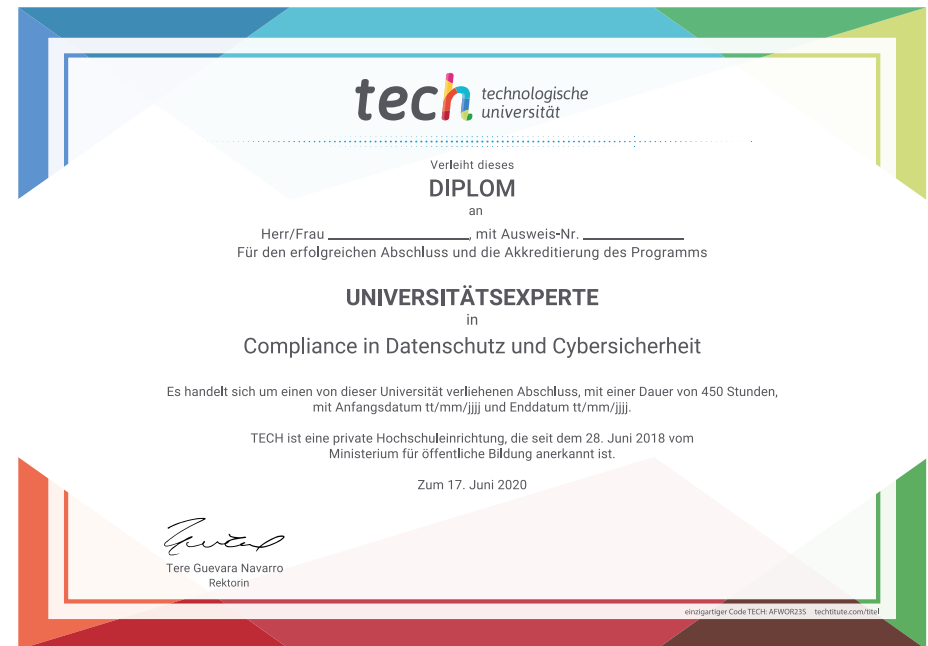 tech technologische
universität
Verleiht dieses
DIPLOM
an
Herr/Frau ____________________, mit Ausweis-Nr. ______________
Für den erfolgreichen Abschluss und die Akkreditierung des Programms
UNIVERSITÄTSEXPERTE
in
Compliance in Datenschutz und Cybersicherheit
Es handelt sich um einen von dieser Universität verliehenen Abschluss, mit einer Dauer von 450 Stunden,
mit Anfangsdatum tt/mm/jjjj und Enddatum tt/mm/jjjj.
TECH ist eine private Hochschuleinrichtung, die seit dem 28. Juni 2018 vom
Ministerium für öffentliche Bildung anerkannt ist.
Zum 17. Juni 2020
Tere Guevara Navarro
Rektorin
einzigartiger Code TECH: AFWOR23S techtitute.com/titel